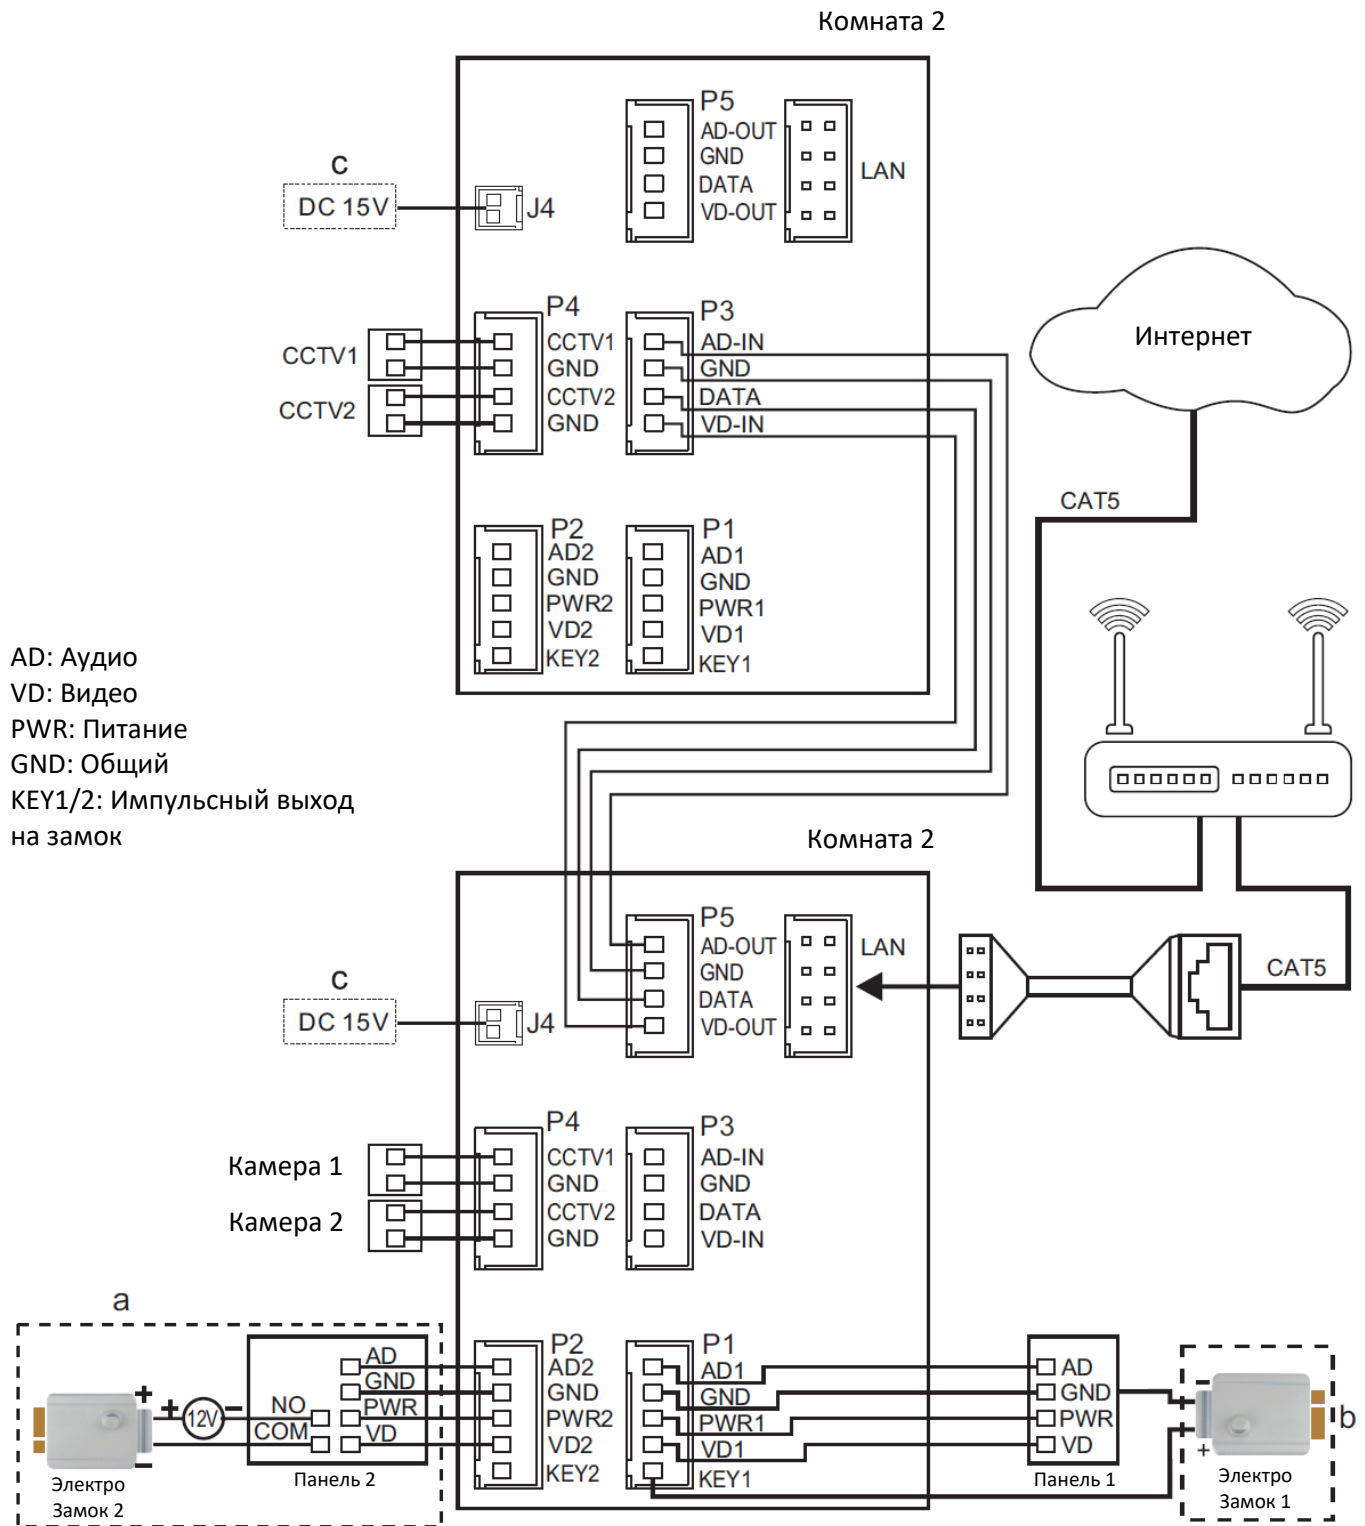 Комната 2
P5
AD-OUT
GND
DATA
VD-OUT
LAN
c
DC 15V
J4
P4
CCTV1
GND
CCTV2
GND
CCTV1
CCTV2
P3
AD-IN
GND
DATA
VD-IN
Интернет
CAT5
P2
AD2
GND
PWR2
VD2
KEY2
P1
AD1
GND
PWR1
VD1
KEY1
AD: Аудио
VD: Видео
PWR: Питание
GND: Общий
KEY1/2: Импульсный выход
на замок
Комната 2
P5
AD-OUT
GND
DATA
VD-OUT
LAN
CAT5
c
DC 15V
J4
P4
CCTV1
GND
CCTV2
GND
Камера 1
Камера 2
P3
AD-IN
GND
DATA
VD-IN
a
+
+
12V
−
−
NO
COM
AD
GND
PWR
VD
Электро
Замок 2
Панель 2
P2
AD2
GND
PWR2
VD2
KEY2
P1
AD1
GND
PWR1
VD1
KEY1
AD
GND
PWR
VD
Панель 1
−
+
b
Электро
Замок 1